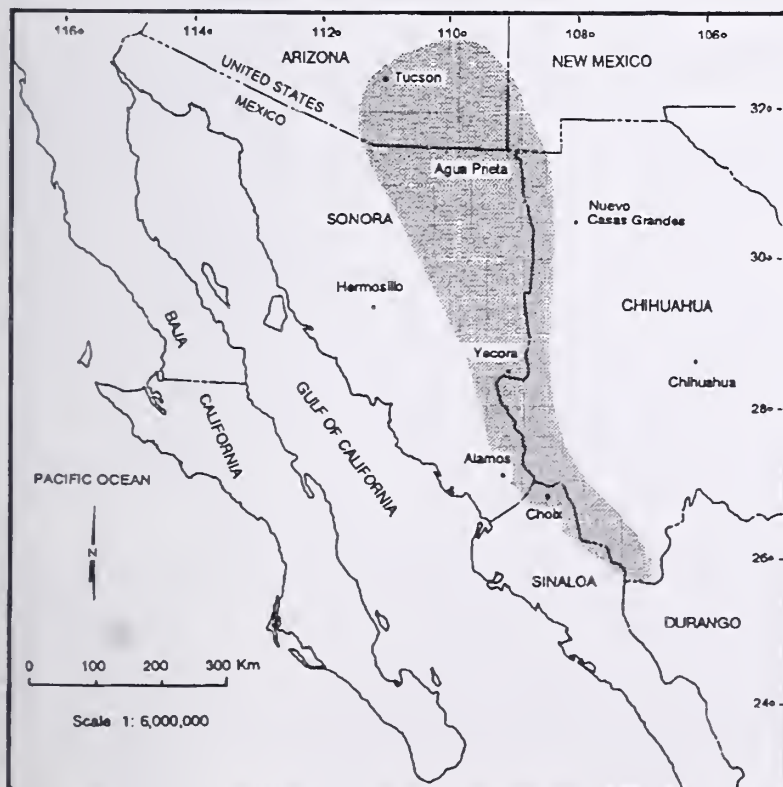 116°
114°
112°
110°
108°
106°
ARIZONA
NEW MEXICO
Tucson
UNITED STATES
MEXICO
32°
Agua Prieta
SONORA
Nuevo
Casas Grandes
30°
Hermosillo
CHIHUAHUA
BAJA
Yecora
Chihuahua
28°
CALIFORNIA
GULF OF CALIFORNIA
Alamos
PACIFIC OCEAN
Choix
N
26°
SINALOA
DURANGO
0 100 200 300 Km
24°
Scale 1: 6,000,000